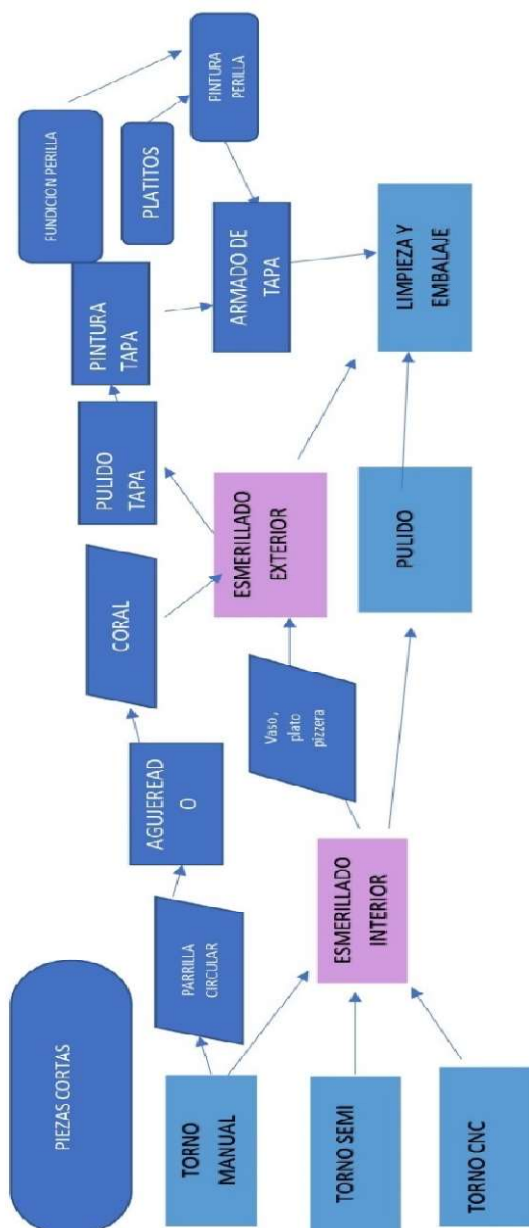 PIEZAS CORTAS
TORNO
MANUAL
TORNO SEMI
TORNO CNC
PARRILLA
CIRCULAR
AGUJEREAD
O
CORAL
ESMERILLADO
INTERIOR
Vaso,
plato
pizzera
ESMERILLADO
EXTERIOR
PULIDO
PULIDO
TAPA
PINTURA
TAPA
FUNDICION PERILLA
PLATITOS
PINTURA
PERILLA
ARMADO DE
TAPA
LIMPIEZA Y
EMBALAJE